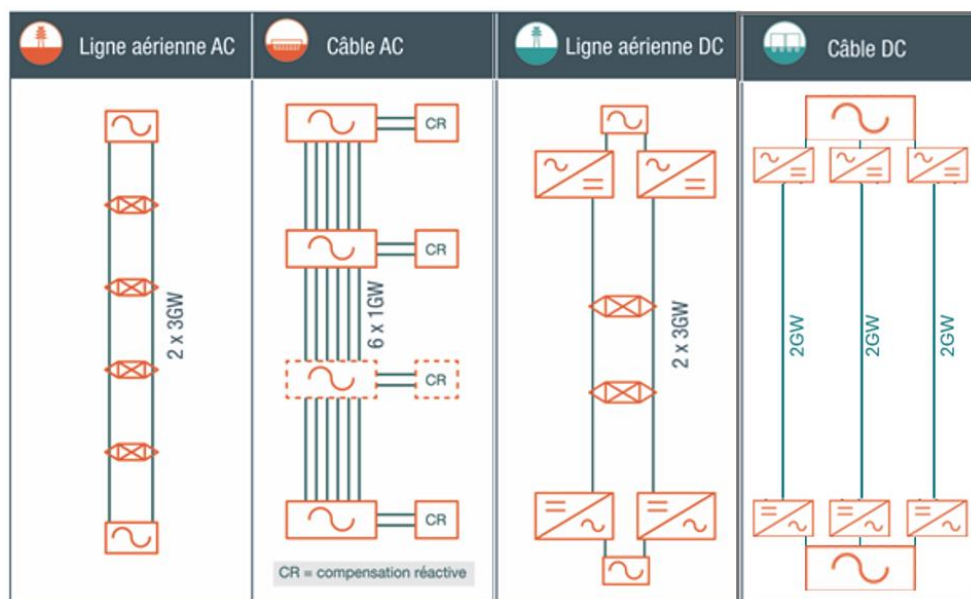 Ligne aérienne AC
Câble AC
Ligne aérienne DC
Câble DC
CR
CR
CR
CR
2 x 3GW
6 x 1GW
2 x 3GW
2GW
2GW
2GW
CR = compensation réactive